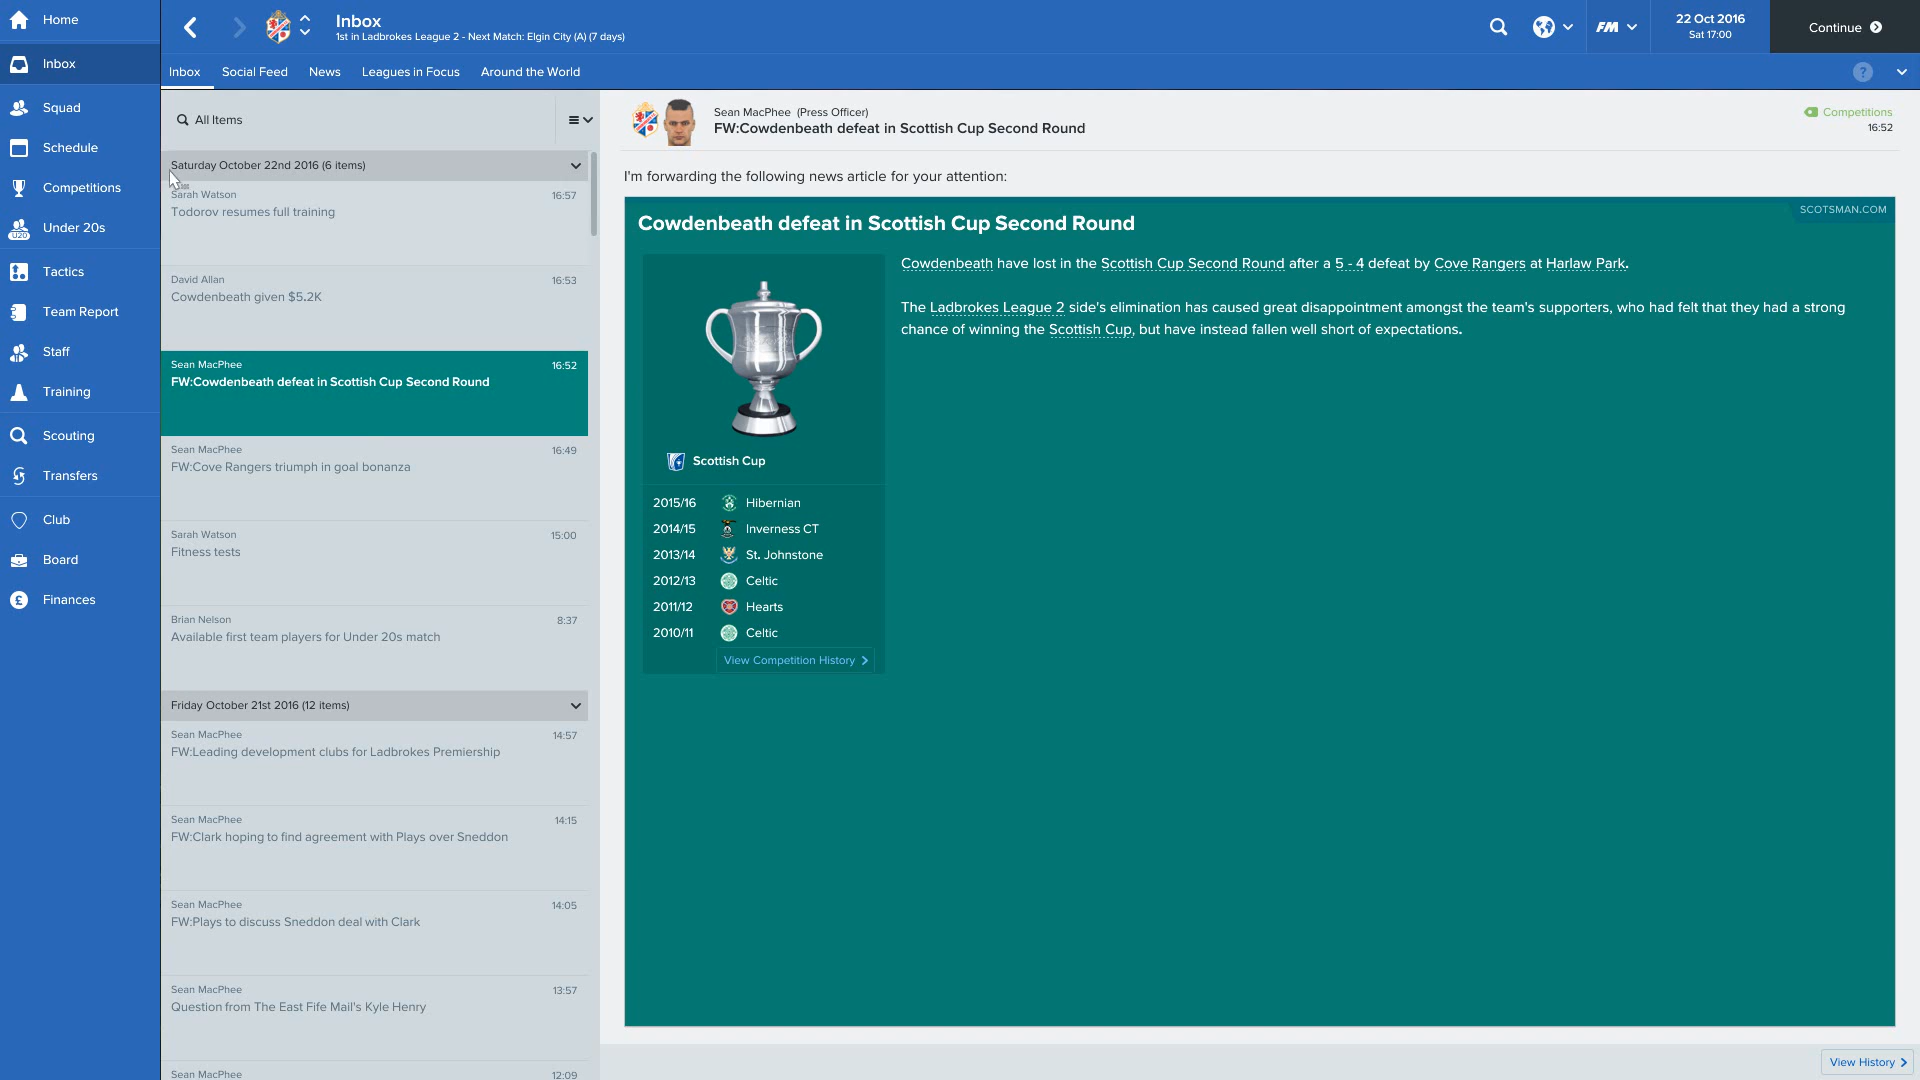 Home
Inbox
Squad
Schedule
Competitions
Under 20s
Tactics
Team Report
Staff
Training
Scouting
Transfers
Club
Board
Finances
Inbox
1st in Ladbrokes League 2 - Next Match: Elgin City (A) (7 days)
FM
22 Oct 2016
Sat 17:00
Continue
Inbox Social Feed News Leagues in Focus Around the World
?
All Items
Saturday October 22nd 2016 (6 items)
Sarah Watson 16:57
Todorov resumes full training
David Allan 16:53
Cowdenbeath given $5.2K
Sean MacPhee 16:52
FW:Cowdenbeath defeat in Scottish Cup Second Round
Sean MacPhee 16:49
FW:Cove Rangers triumph in goal bonanza
Sarah Watson 15:00
Fitness tests
Brian Nelson 8:37
Available first team players for Under 20s match
Friday October 21st 2016 (12 items)
Sean MacPhee 14:57
FW:Leading development clubs for Ladbrokes Premiership
Sean MacPhee 14:15
FW:Clark hoping to find agreement with Plays over Sneddon
Sean MacPhee 14:05
FW:Plays to discuss Sneddon deal with Clark
Sean MacPhee 13:57
Question from The East Fife Mail's Kyle Henry
Sean MacPhee 12:09
Sean MacPhee (Press Officer)
FW:Cowdenbeath defeat in Scottish Cup Second Round
Competitions
16:52
I'm forwarding the following news article for your attention:
Cowdenbeath defeat in Scottish Cup Second Round
SCOTSMAN.COM
Cowdenbeath have lost in the Scottish Cup Second Round after a 5 - 4 defeat by Cove Rangers at Harlaw Park.
The Ladbrokes League 2 side's elimination has caused great disappointment amongst the team's supporters, who had felt that they had a strong
chance of winning the Scottish Cup, but have instead fallen well short of expectations.
Scottish Cup
2015/16 Hibernian
2014/15 Inverness CT
2013/14 St. Johnstone
2012/13 Celtic
2011/12 Hearts
2010/11 Celtic
View Competition History
View History